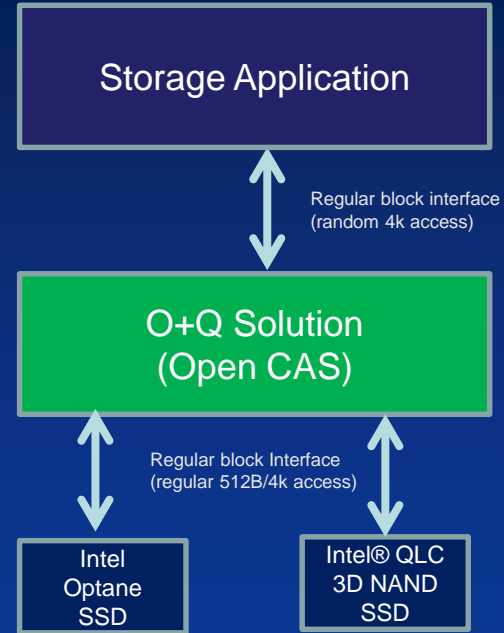 Storage Application
Regular block interface
(random 4k access)
O+Q Solution
(Open CAS)
Regular block Interface
(regular 512B/4k access)
Intel
Optane
SSD
Intel® QLC
3D NAND
SSD